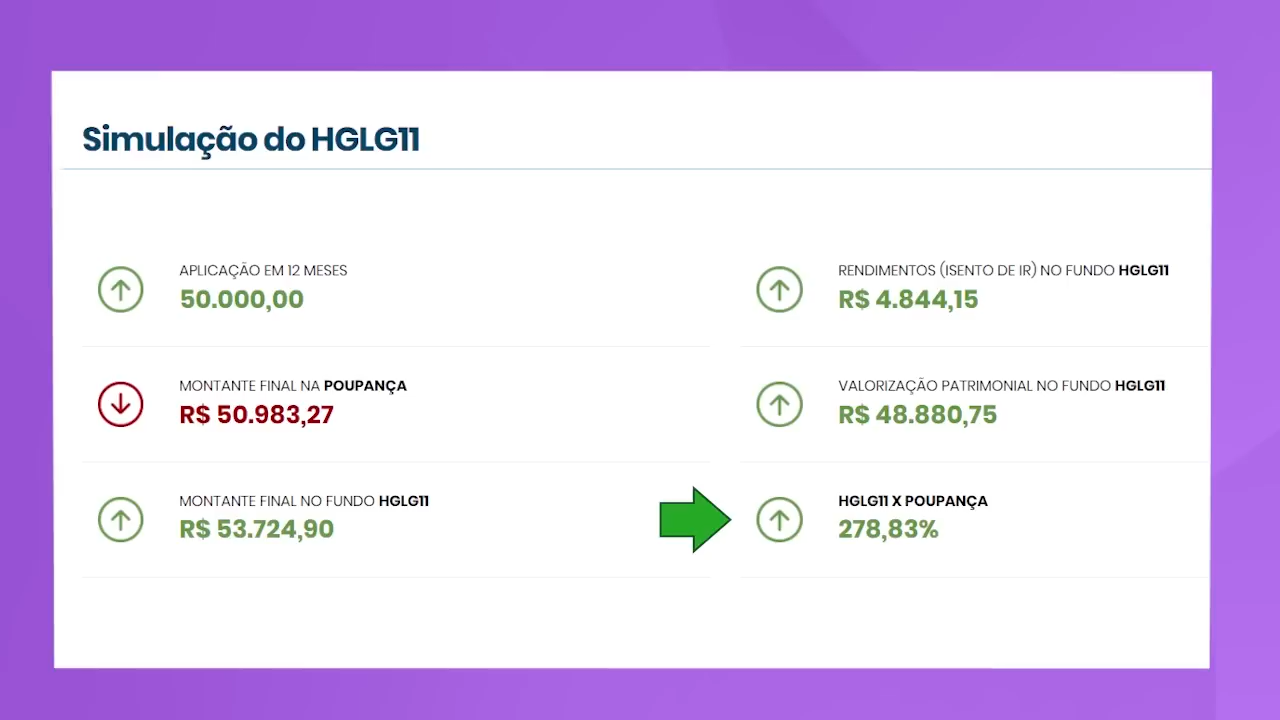 Simulação do HGLG11
APLICAÇÃO EM 12 MESES
50.000,00
RENDIMENTOS (ISENTO DE IR) NO FUNDO HGLG11
R$ 4.844,15
MONTANTE FINAL NA POUPANÇA
R$ 50.983,27
VALORIZAÇÃO PATRIMONIAL NO FUNDO HGLG11
R$ 48.880,75
MONTANTE FINAL NO FUNDO HGLG11
R$ 53.724,90
HGLG11 X POUPANÇA
278,83%